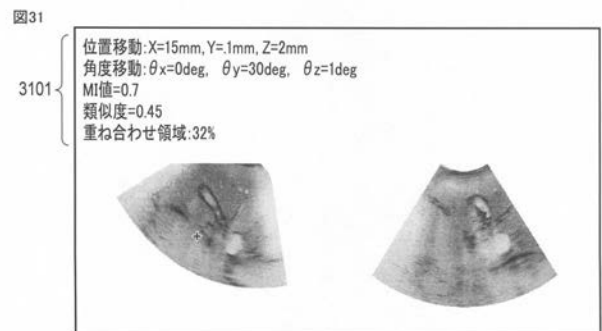 図31
位置移動:X=15mm, Y=.1mm, Z=2mm
角度移動:θx=0deg, θy=30deg, θz=1deg
3101
MI値=0.7
類似度=0.45
重ね合わせ領域:32%